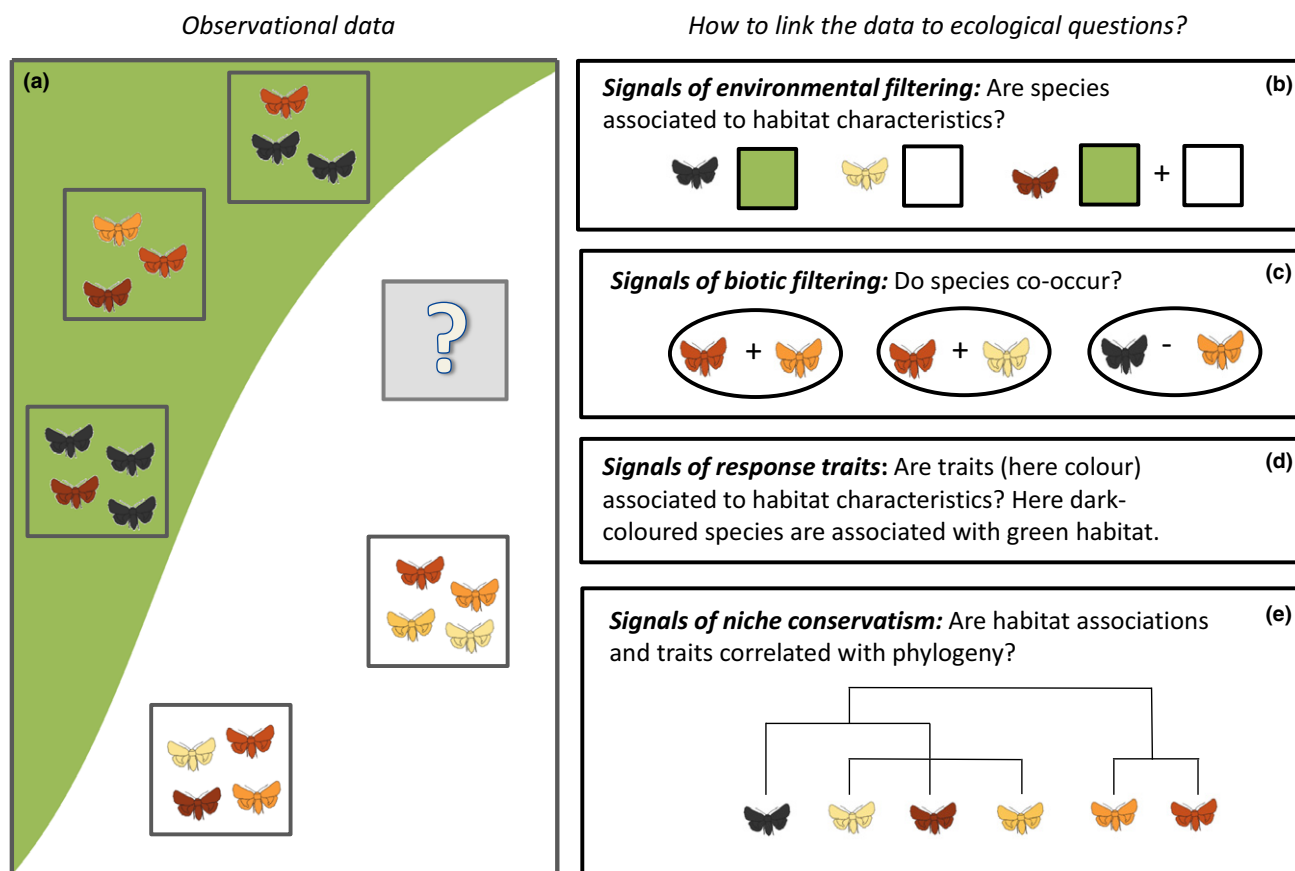 Observational data
How to link the data to ecological questions?
(a)
?
Signals of environmental filtering: Are species
associated to habitat characteristics?
(b)
+
Signals of biotic filtering: Do species co-occur?
(c)
+
+
-
Signals of response traits: Are traits (here colour)
associated to habitat characteristics? Here dark-
coloured species are associated with green habitat.
(d)
Signals of niche conservatism: Are habitat associations
and traits correlated with phylogeny?
(e)